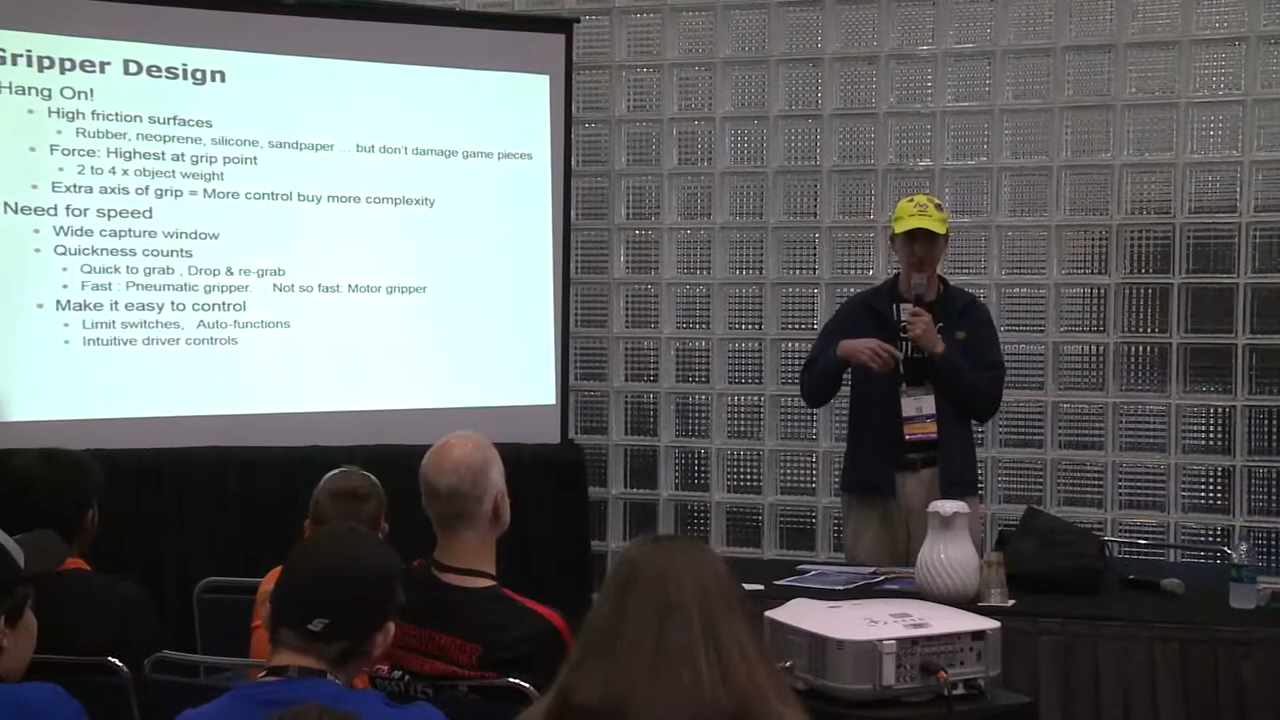 Gripper Design
Hang On!
High friction surfaces
Rubber, neoprene, silicone, sandpaper ... but don't damage game pieces
Force: Highest at grip point
2 to 4 x object weight
Extra axis of grip = More control buy more complexity
Need for speed
Wide capture window
Quickness counts
Quick to grab , Drop & re-grab
Fast : Pneumatic gripper. Not so fast: Motor gripper
Make it easy to control
Limit switches, Auto-functions
Intuitive driver controls